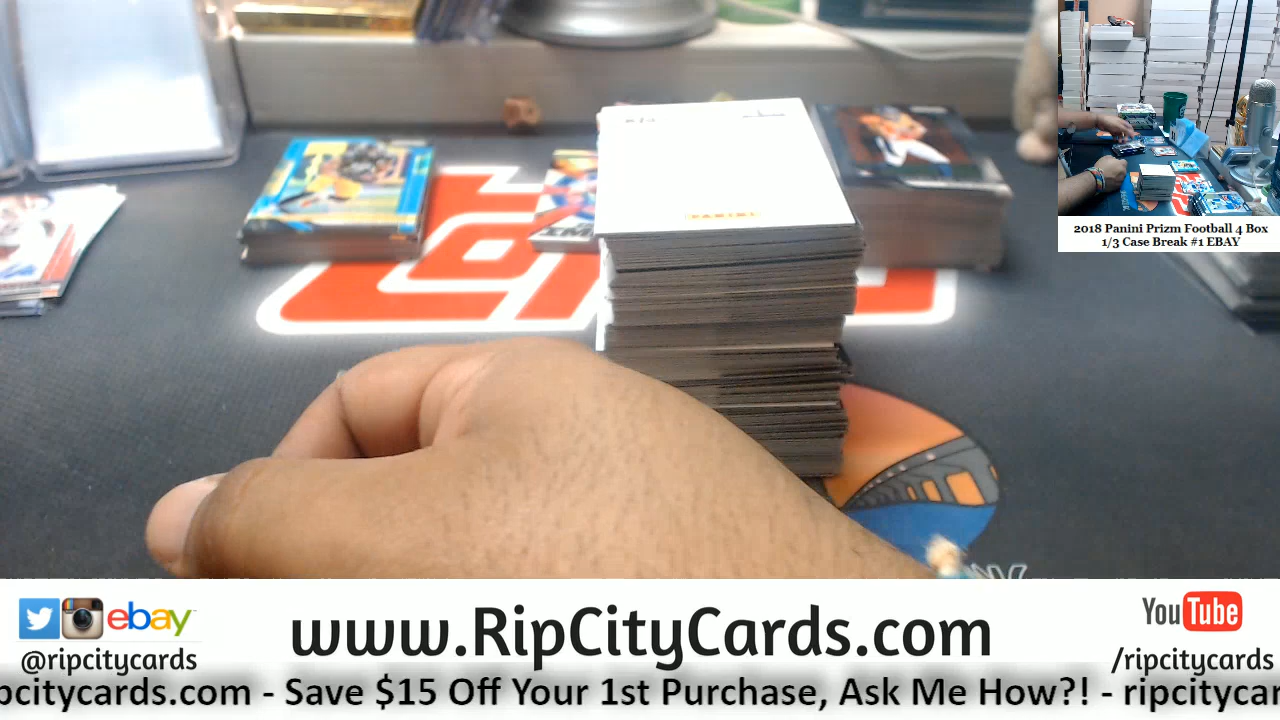 PANINI
2018 Panini Prizm Football 4 Box
1/3 Case Break #1 EBAY
ebay
@ripcitycards
www.RipCityCards.com
YouTube
/ripcitycards
pcitycards.com - Save $15 Off Your 1st Purchase, Ask Me How?! - ripcitycar